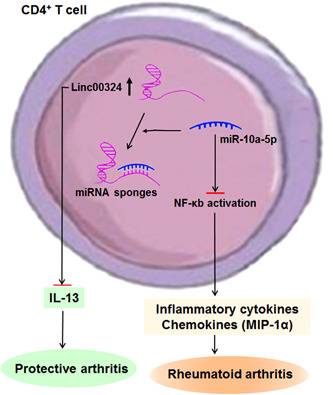 CD4⁺ T cell
Linc00324
miR-10a-5p
miRNA sponges
NF-κb activation
IL-13
Inflammatory cytokines
Chemokines (MIP-1α)
Protective arthritis
Rheumatoid arthritis